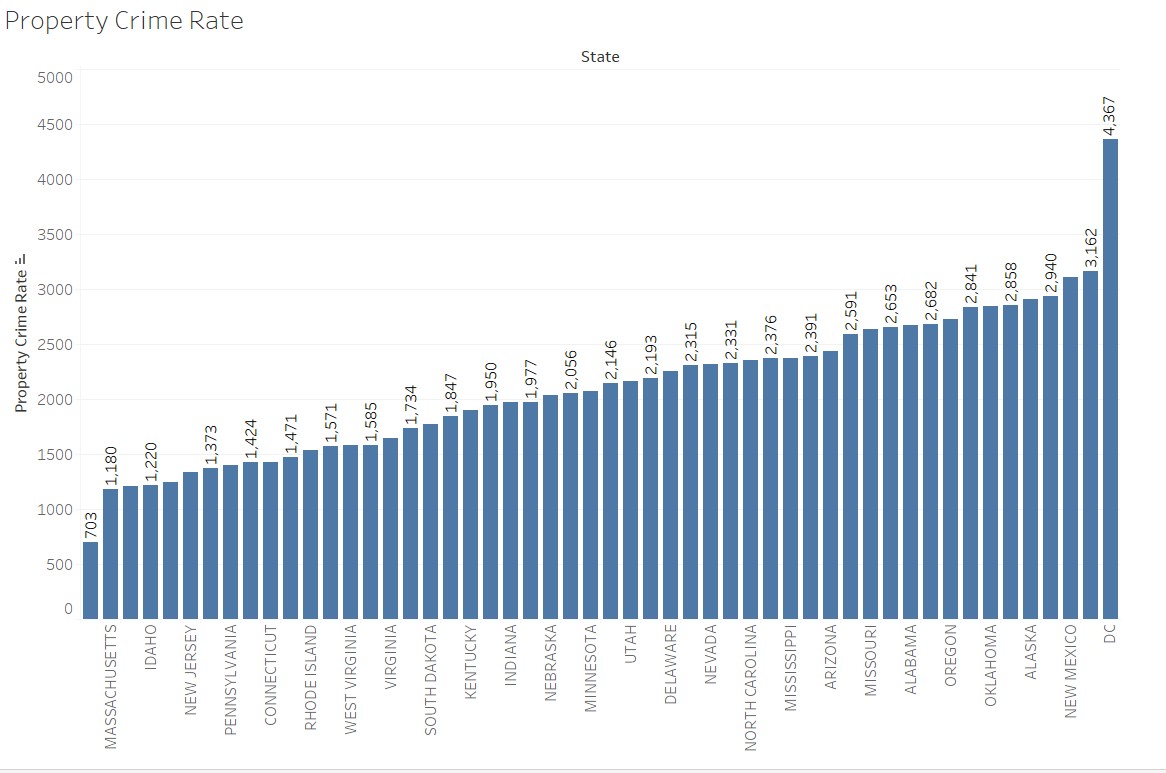 Property Crime Rate
State
Property Crime Rate
5000
4500
4000
3500
3000
2500
2000
1500
1000
500
0
703
1,180
1,220
1,373
1,424
1,471
1,571
1,585
1,734
1,847
1,950
1,977
2,056
2,146
2,193
2,315
2,331
2,376
2,391
2,591
2,653
2,682
2,841
2,858
2,940
3,162
4,367
MASSACHUSETTS
IDAHO
NEW JERSEY
PENNSYLVANIA
CONNECTICUT
RHODE ISLAND
WEST VIRGINIA
VIRGINIA
SOUTH DAKOTA
KENTUCKY
INDIANA
NEBRASKA
MINNESOTA
UTAH
DELAWARE
NEVADA
NORTH CAROLINA
MISSISSIPPI
ARIZONA
MISSOURI
ALABAMA
OREGON
OKLAHOMA
ALASKA
NEW MEXICO
DC